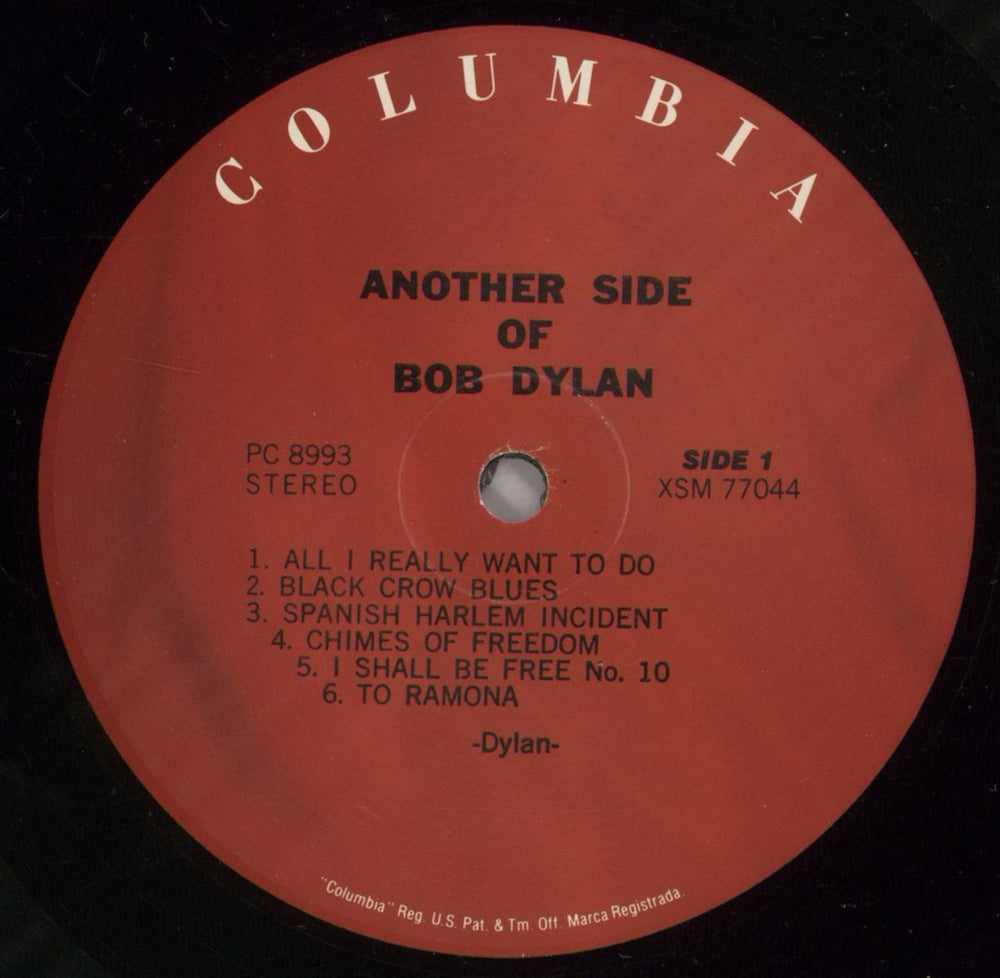 COLUMBIA
ANOTHER SIDE
OF
BOB DYLAN
PC 8993
STEREO
SIDE 1
XSM 77044
1. ALL I REALLY WANT TO DO
2. BLACK CROW BLUES
3. SPANISH HARLEM INCIDENT
4. CHIMES OF FREEDOM
5. I SHALL BE FREE No. 10
6. TO RAMONA
-Dylan-
"Columbia" Reg. U.S. Pat. & Tm. Off. Marca Registrada.